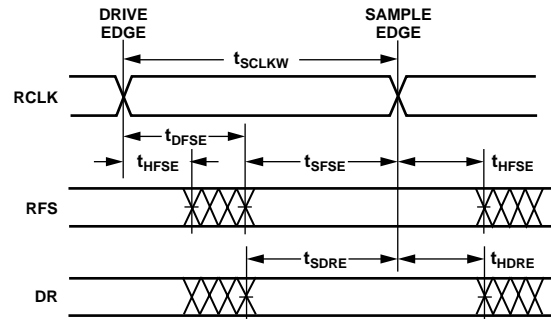 DRIVE EDGE
SAMPLE EDGE
tSCLKW
RCLK
tDFSE
tHFSE
tSFSE
tHFSE
RFS
tSDRE
tHDRE
DR